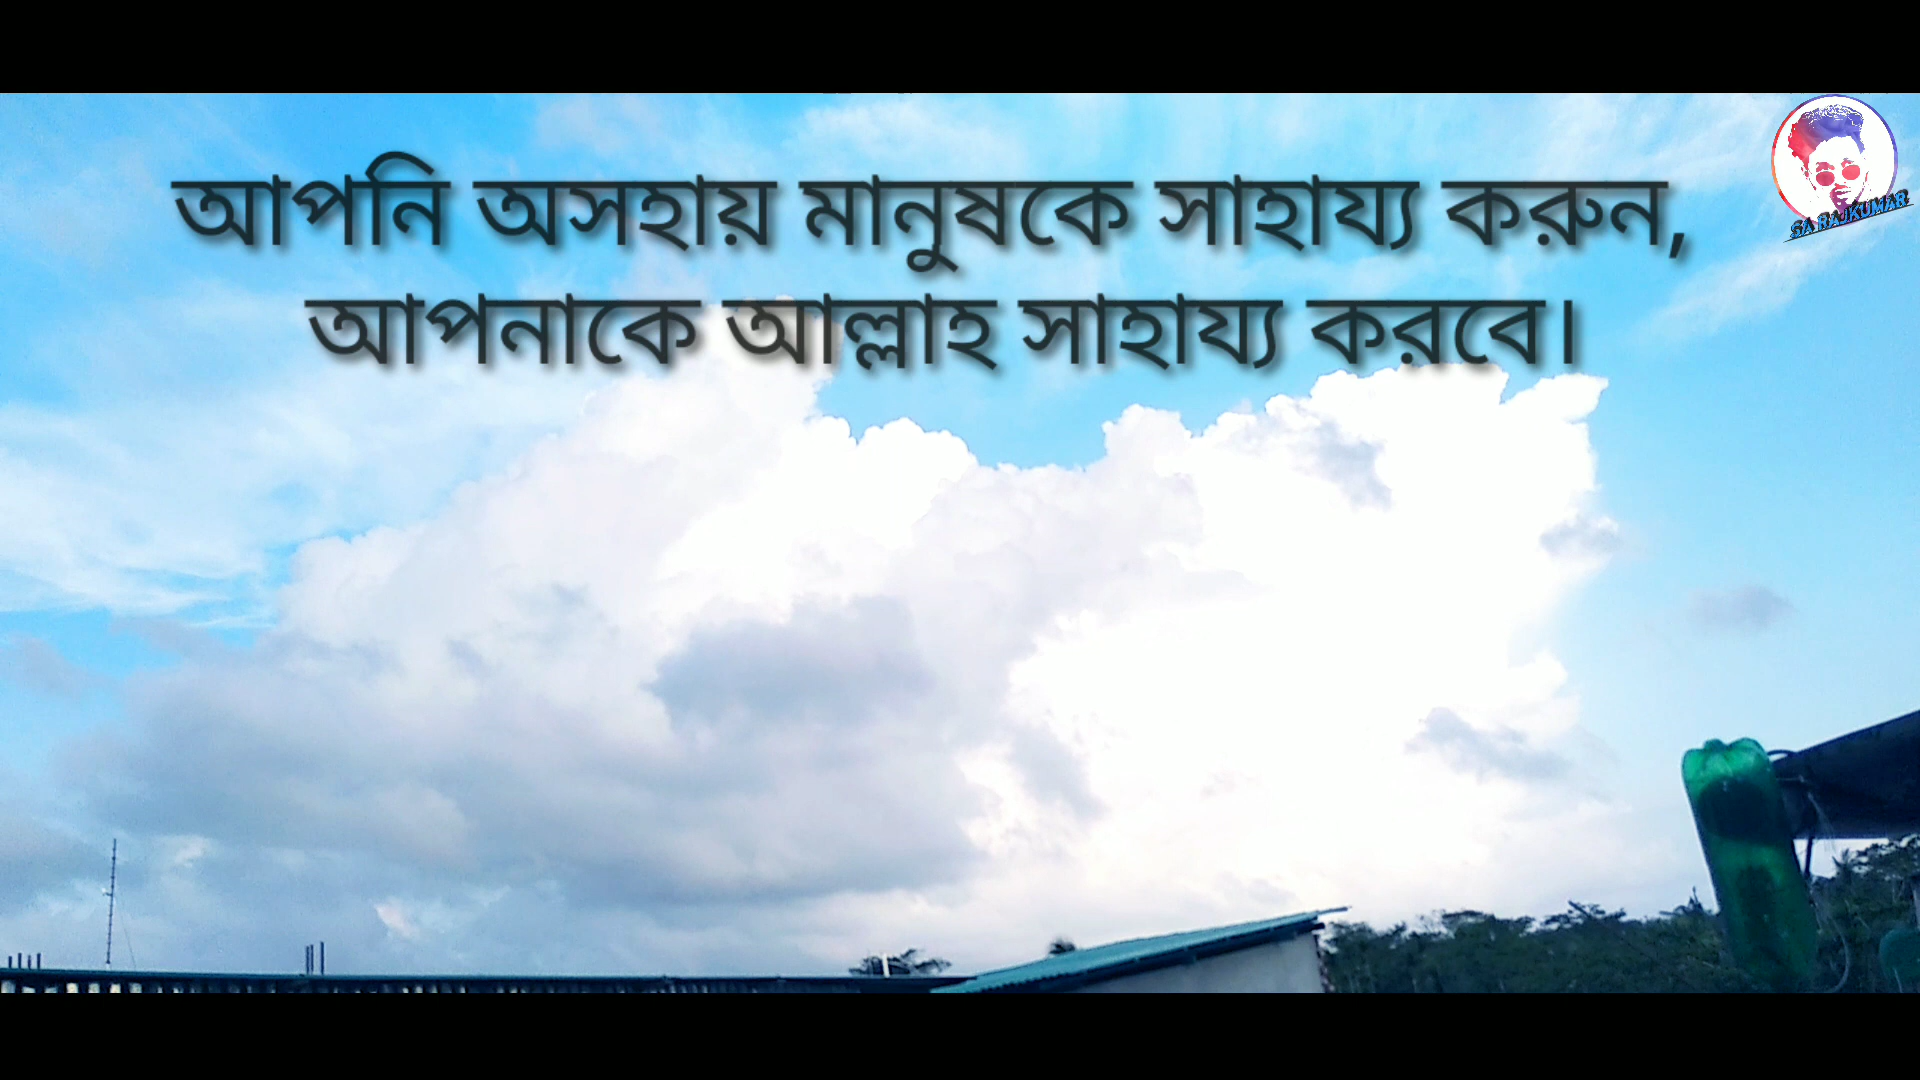 আপনি অসহায় মানুষকে সাহায্য করুন,
আপনাকে আল্লাহ সাহায্য করবে।
SA RAJKUMAR